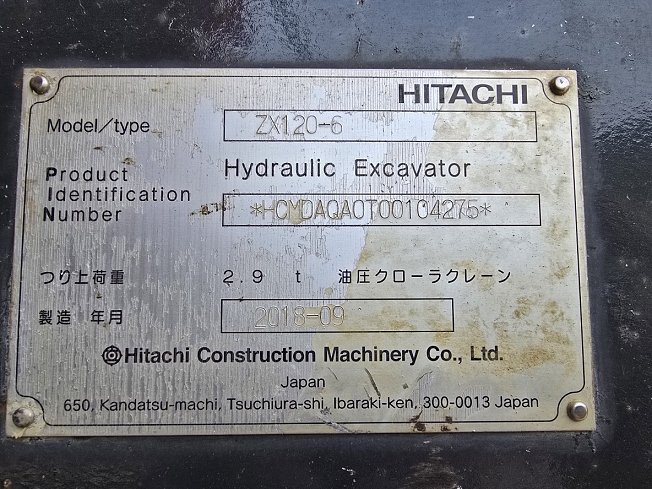 HITACHI
Model/type ZX120-6
Hydraulic Excavator
Product
Identification
Number *HCMDAQA0T00104275*
つり上荷重 2.9 t 油圧クローラクレーン
製造 年月 2018-09
Hitachi Construction Machinery Co., Ltd.
Japan
650, Kandatsu-machi, Tsuchiura-shi, Ibaraki-ken, 300-0013 Japan